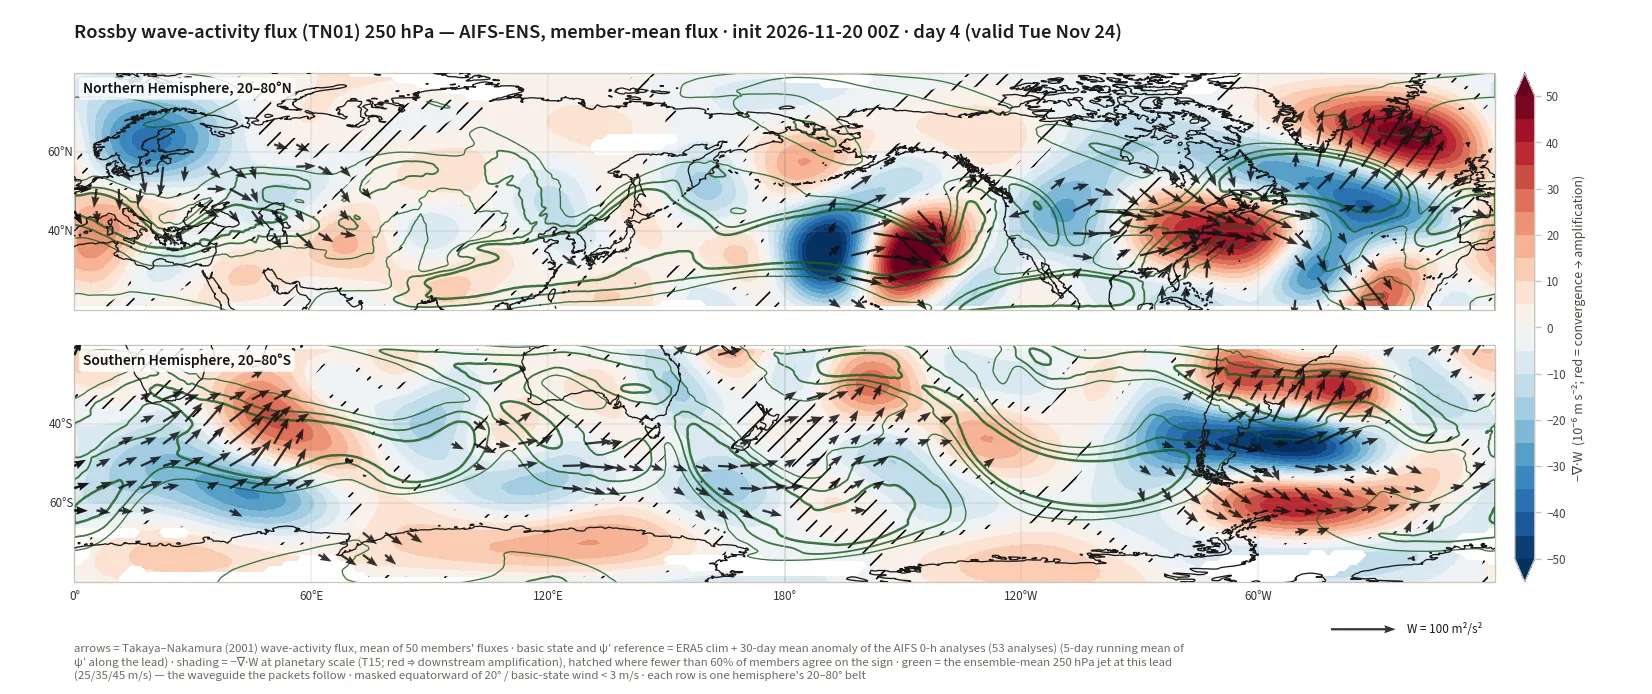 Rossby wave-activity flux (TN01) 250 hPa — AIFS-ENS, member-mean flux · init 2026-11-20 00Z · day 4 (valid Tue Nov 24)
Northern Hemisphere, 20–80°N
60°N
40°N
Southern Hemisphere, 20–80°S
40°S
60°S
0°
60°E
120°E
180°
120°W
60°W
50
40
30
20
10
0
−10
−20
−30
−40
−50
−∇·W (10⁻⁶ m s⁻²; red = convergence → amplification)
W = 100 m²/s²
arrows = Takaya–Nakamura (2001) wave-activity flux, mean of 50 members' fluxes · basic state and ψ' reference = ERA5 clim + 30-day mean anomaly of the AIFS 0-h analyses (53 analyses) (5-day running mean of
ψ' along the lead) · shading = −∇·W at planetary scale (T15; red ⇒ downstream amplification), hatched where fewer than 60% of members agree on the sign · green = the ensemble-mean 250 hPa jet at this lead
(25/35/45 m/s) — the waveguide the packets follow · masked equatorward of 20° / basic-state wind < 3 m/s · each row is one hemisphere's 20–80° belt